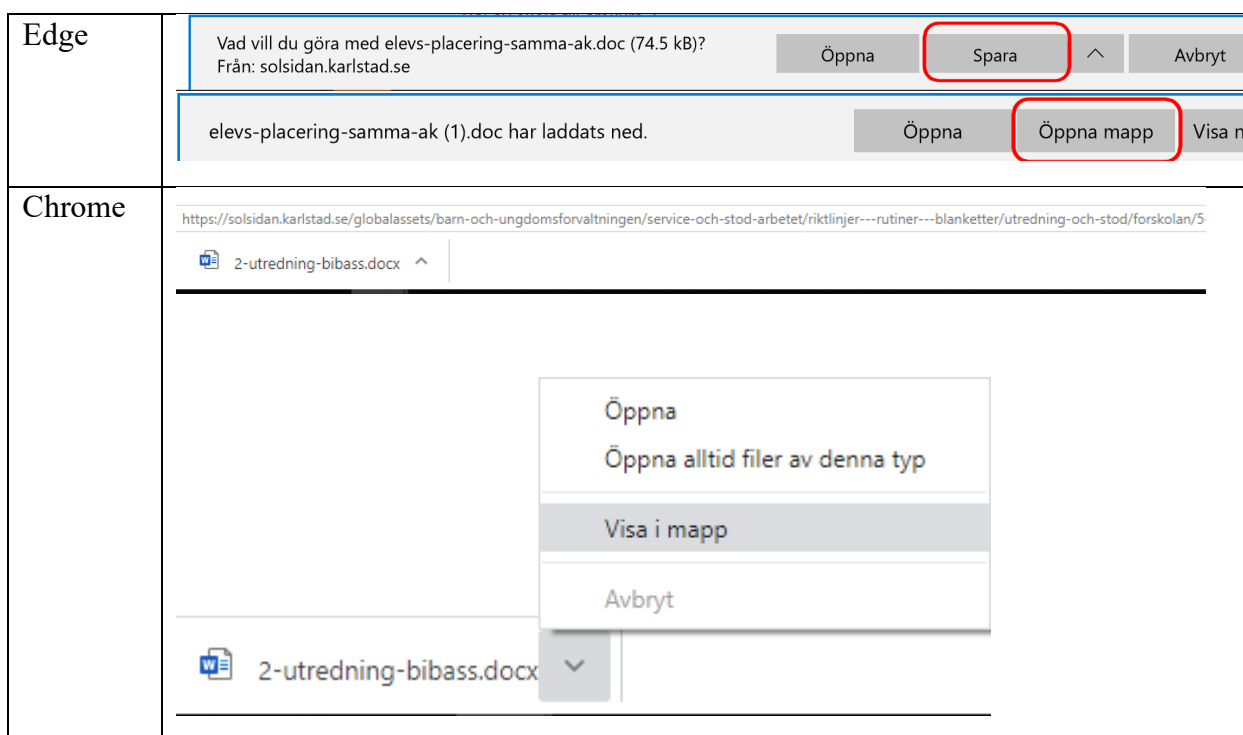 Edge
Vad vill du göra med elevs-placering-samma-ak.doc (74.5 kB)?
Från: solsidan.karlstad.se
Öppna
Spara
Avbryt
elevs-placering-samma-ak (1).doc har laddats ned.
Öppna
Öppna mapp
Visa
Chrome
https://solsidan.karlstad.se/globalassets/barn-och-ungdomsforvaltningen/service-och-stod-arbetet/riktlinjer---rutiner---blanketter/utredning-och-stod/forskolan/5-
2-utredning-bibass.docx
Öppna
Öppna alltid filer av denna typ
Visa i mapp
Avbryt
2-utredning-bibass.docx